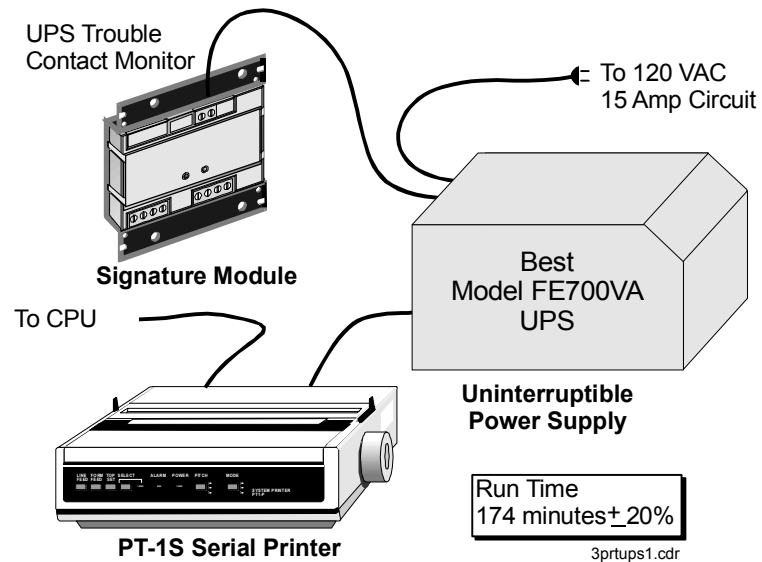 UPS Trouble
Contact Monitor
To 120 VAC
15 Amp Circuit
Signature Module
Best
Model FE700VA
UPS
To CPU
Uninterruptible
Power Supply
LINE FEED
FORM FEED
TOP SET
SELECT
ALARM
POWER
PITCH
MODE
SYSTEM PRINTER
PT1-P
Run Time
174 minutes ± 20%
PT-1S Serial Printer
3prtups1.cdr